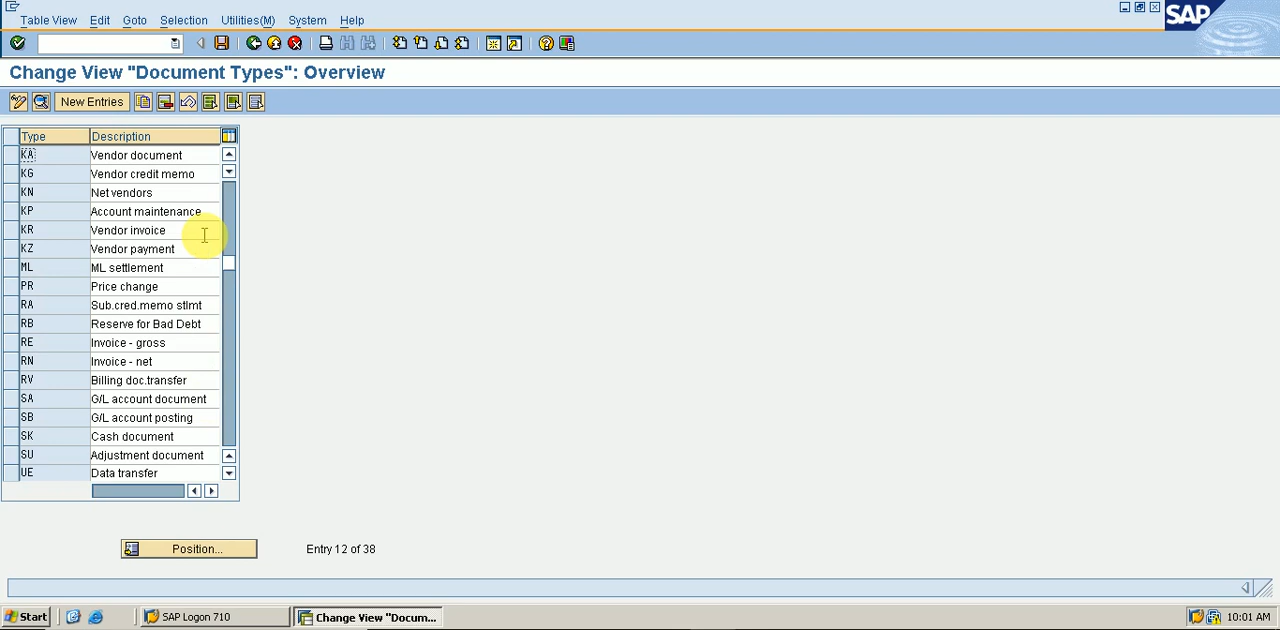 Table View Edit Goto Selection Utilities(M) System Help
SAP
Change View "Document Types": Overview
New Entries
Type Description
KA Vendor document
KG Vendor credit memo
KN Net vendors
KP Account maintenance
KR Vendor invoice
KZ Vendor payment
ML ML settlement
PR Price change
RA Sub.cred.memo stlmt
RB Reserve for Bad Debt
RE Invoice - gross
RN Invoice - net
RV Billing doc.transfer
SA G/L account document
SB G/L account posting
SK Cash document
SU Adjustment document
UE Data transfer
Position... Entry 12 of 38
Start SAP Logon 710 Change View "Docum... 10:01 AM